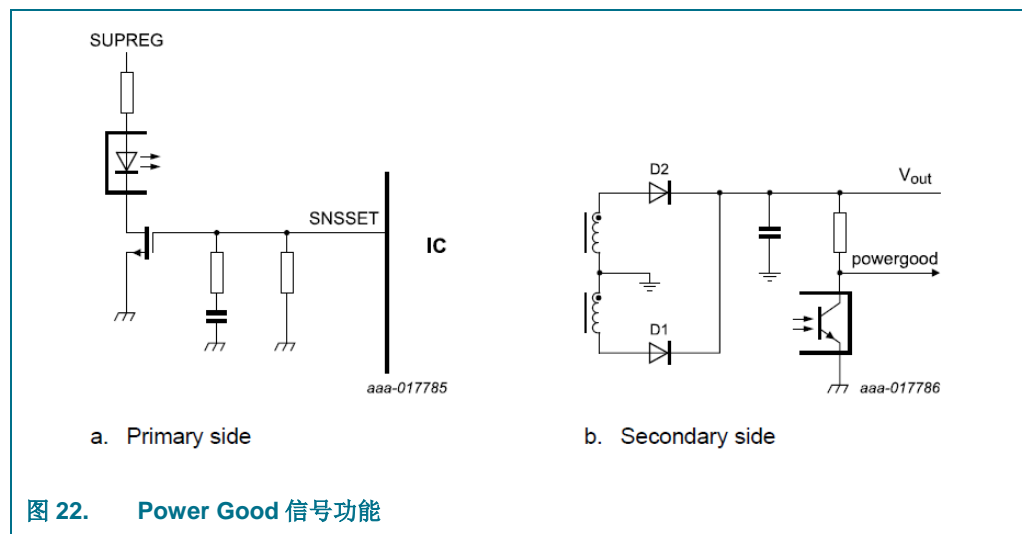 SUPREG
SNSSET
IC
aaa-017785
a. Primary side
D2
Vout
powergood
D1
aaa-017786
b. Secondary side
图 22. Power Good 信号功能